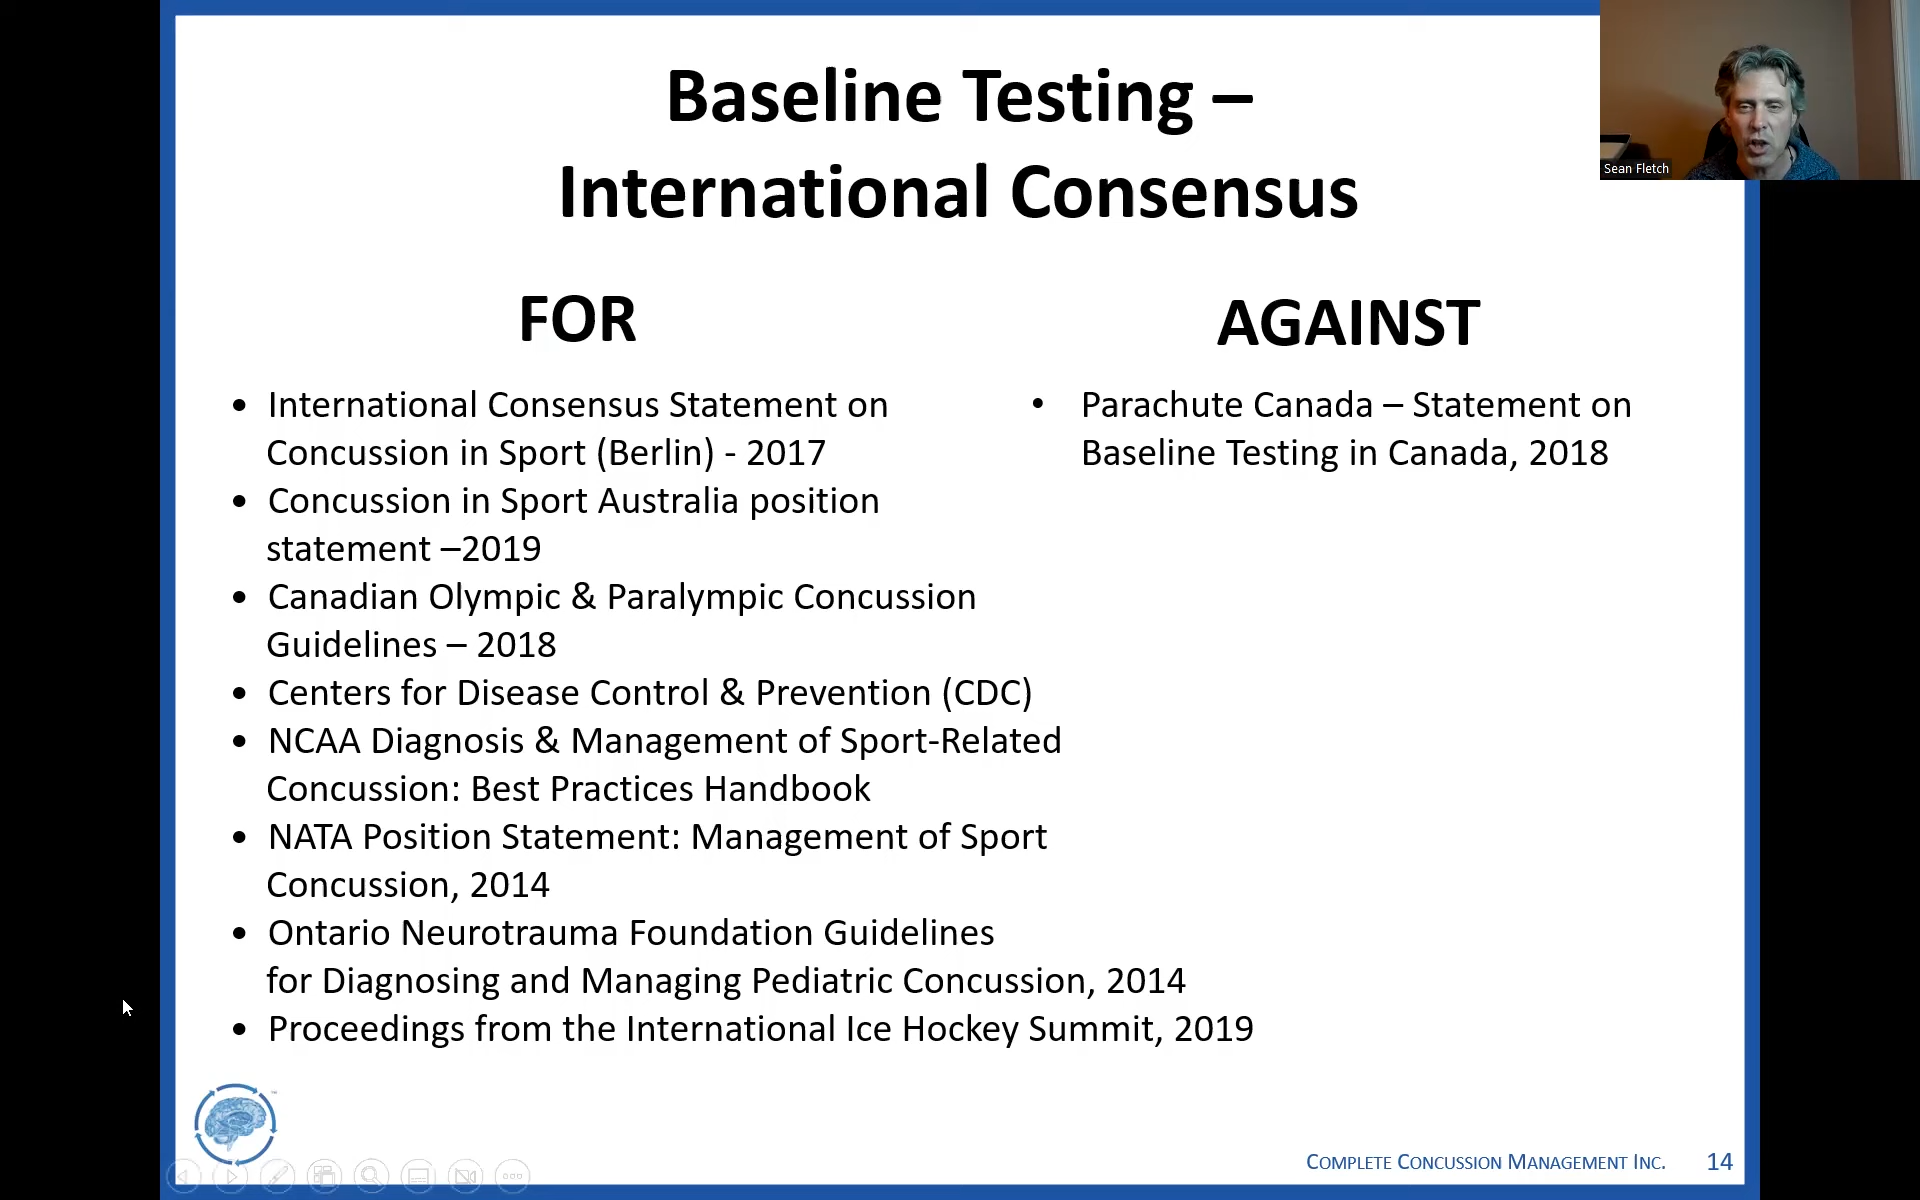 Baseline Testing –
International Consensus
Sean Fletch
FOR
• International Consensus Statement on
Concussion in Sport (Berlin) - 2017
• Concussion in Sport Australia position
statement –2019
• Canadian Olympic & Paralympic Concussion
Guidelines – 2018
• Centers for Disease Control & Prevention (CDC)
• NCAA Diagnosis & Management of Sport-Related
Concussion: Best Practices Handbook
• NATA Position Statement: Management of Sport
Concussion, 2014
• Ontario Neurotrauma Foundation Guidelines
for Diagnosing and Managing Pediatric Concussion, 2014
• Proceedings from the International Ice Hockey Summit, 2019
AGAINST
• Parachute Canada – Statement on
Baseline Testing in Canada, 2018
COMPLETE CONCUSSION MANAGEMENT INC. 14